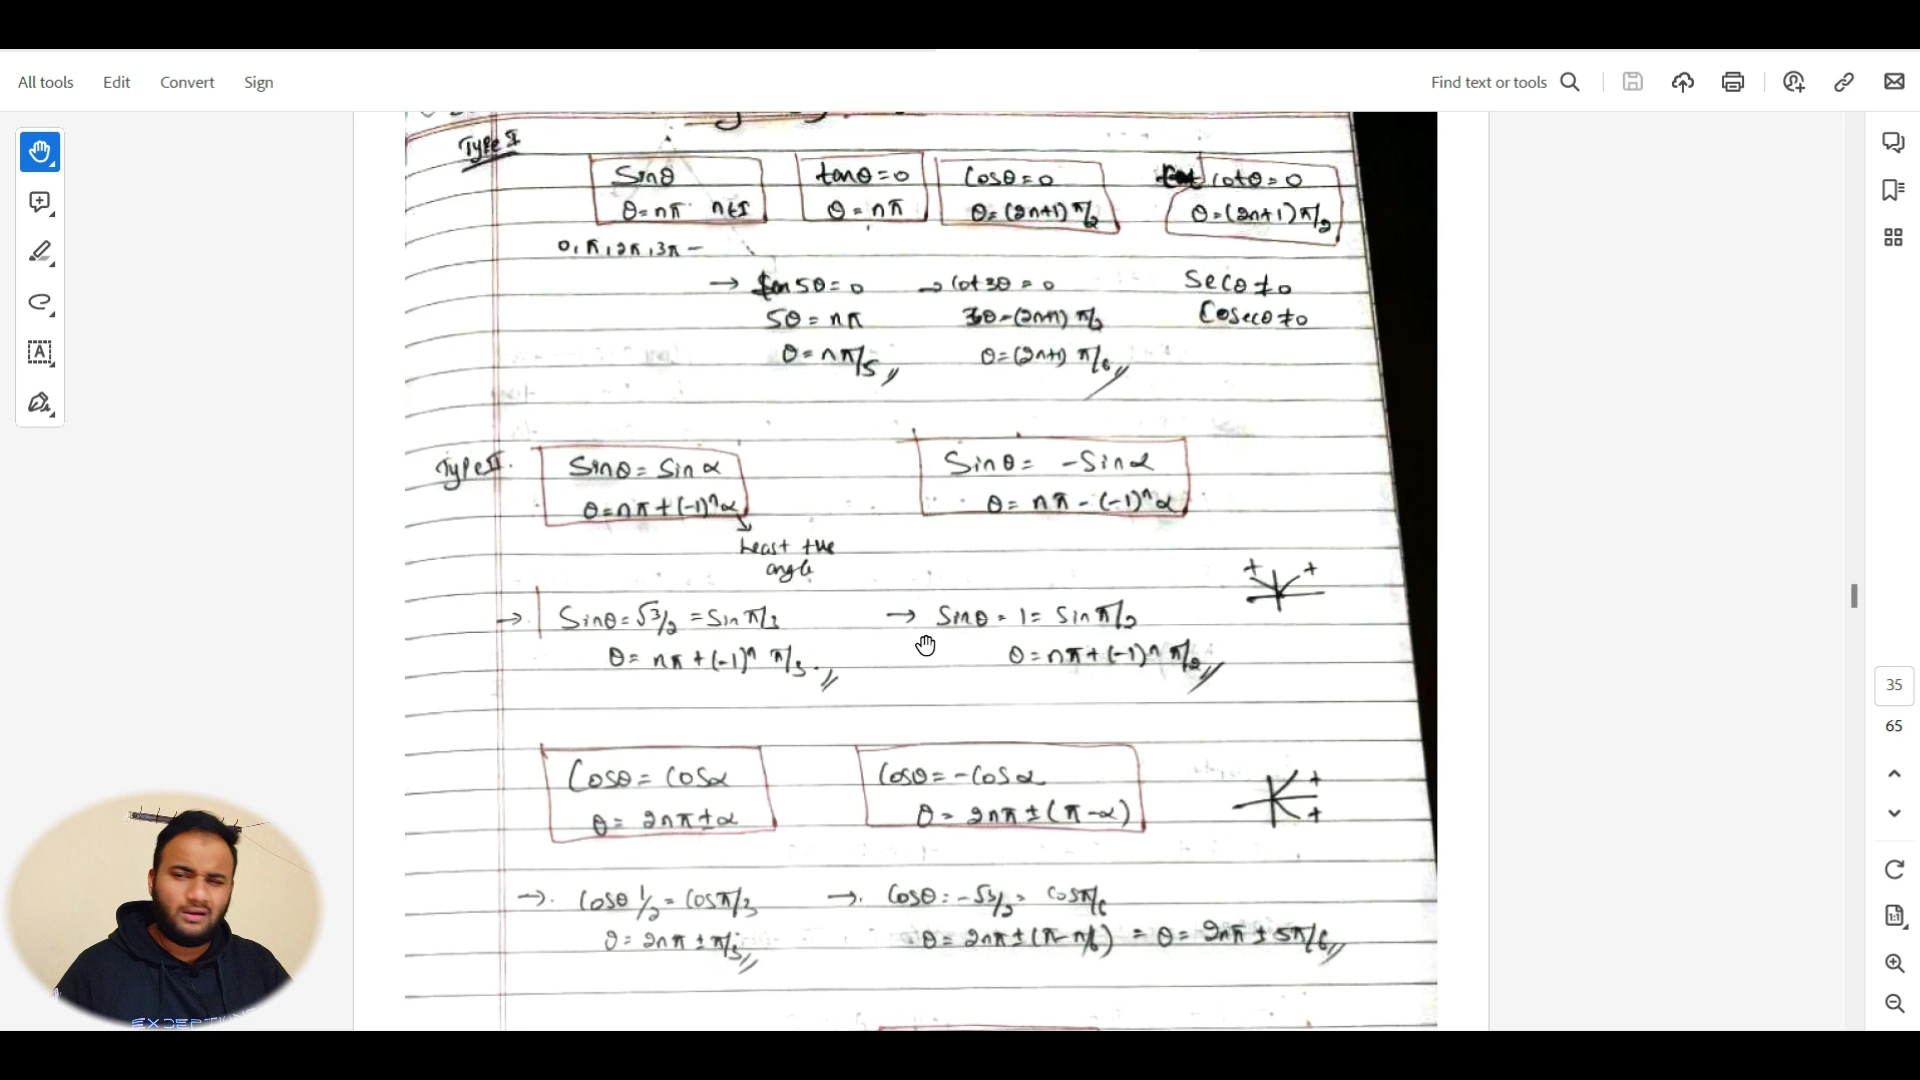 All tools Edit Convert Sign Find text or tools
Type I
Sinθ tanθ=0 Cosθ=0 cotθ=0
θ=nπ n∈I θ=nπ θ=(2n+1)π/2 θ=(2n+1)π/2
0,π,2π,3π-
→ 5θ=0 → Cot3θ=0 Secθ≠0
5θ=nπ 3θ=(2n+1)π/2 Cosecθ≠0
θ=nπ/5 θ=(2n+1)π/6
Type II. Sinθ=Sinα Sinθ= -Sinα
θ=nπ+(-1)ⁿα θ= nπ-(-1)ⁿα
Least +ve
angle
+ +
→ Sinθ=√3/2 =Sinπ/3 → Sinθ=1= Sinπ/2
θ= nπ+(-1)ⁿ π/3 θ=nπ+(-1)ⁿ π/2
35
65
Cosθ= Cosα Cosθ=-Cosα +
θ= 2nπ±α θ= 2nπ±(π-α) +
→. Cosθ 1/2=Cosπ/3 →. Cosθ=-√3/2= Cosπ/6
θ=2nπ±π/3 θ=2nπ±(π-π/6) = θ= 2nπ±5π/6